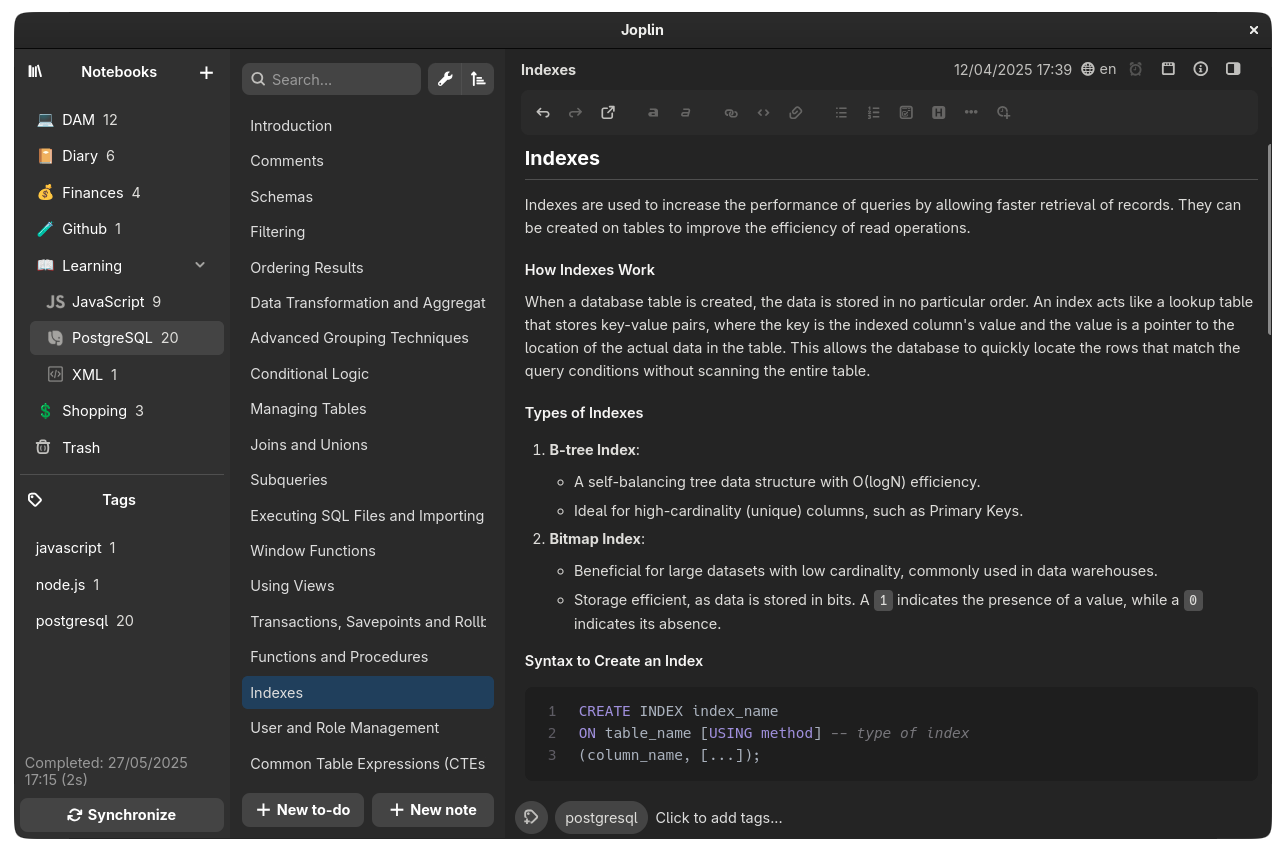 Joplin
Notebooks
DAM 12
Diary 6
Finances 4
Github 1
Learning
JavaScript 9
PostgreSQL 20
XML 1
Shopping 3
Trash
Tags
javascript 1
node.js 1
postgresql 20
Completed: 27/05/2025
17:15 (2s)
Synchronize
Search...
Introduction
Comments
Schemas
Filtering
Ordering Results
Data Transformation and Aggregat
Advanced Grouping Techniques
Conditional Logic
Managing Tables
Joins and Unions
Subqueries
Executing SQL Files and Importing
Window Functions
Using Views
Transactions, Savepoints and Rollb
Functions and Procedures
Indexes
User and Role Management
Common Table Expressions (CTEs
New to-do
New note
Indexes
12/04/2025 17:39 en
Indexes
Indexes are used to increase the performance of queries by allowing faster retrieval of records. They can
be created on tables to improve the efficiency of read operations.
How Indexes Work
When a database table is created, the data is stored in no particular order. An index acts like a lookup table
that stores key-value pairs, where the key is the indexed column's value and the value is a pointer to the
location of the actual data in the table. This allows the database to quickly locate the rows that match the
query conditions without scanning the entire table.
Types of Indexes
1. B-tree Index:
A self-balancing tree data structure with O(logN) efficiency.
Ideal for high-cardinality (unique) columns, such as Primary Keys.
2. Bitmap Index:
Beneficial for large datasets with low cardinality, commonly used in data warehouses.
Storage efficient, as data is stored in bits. A 1 indicates the presence of a value, while a 0
indicates its absence.
Syntax to Create an Index
1 CREATE INDEX index_name
2 ON table_name [USING method] -- type of index
3 (column_name, [...]);
postgresql
Click to add tags...